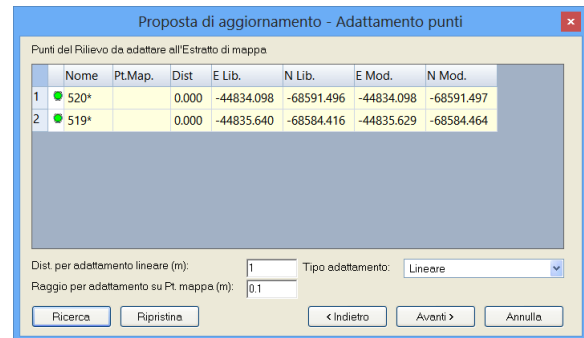 Proposta di aggiornamento - Adattamento punti
Punti del Rilievo da adattare all'Estratto di mappa
Nome Pt.Map. Dist E Lib. N Lib. E Mod. N Mod.
1 520* 0.000 -44834.098 -68591.496 -44834.098 -68591.497
2 519* 0.000 -44835.640 -68584.416 -44835.629 -68584.464
Dist. per adattamento lineare (m): 1 Tipo adattamento: Lineare
Raggio per adattamento su Pt. mappa (m): 0.1
Ricerca Ripristina < Indietro Avanti > Annulla